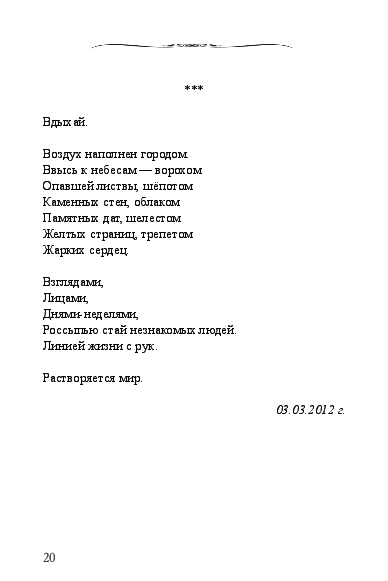 ***
Вдыхай.
Воздух наполнен городом.
Ввысь к небесам — ворохом
Опавшей листвы, шёпотом
Каменных стен, облаком
Памятных дат, шелестом
Желтых страниц, трепетом
Жарких сердец.
Взглядами,
Лицами,
Днями-неделями,
Россыпью стай незнакомых людей.
Линией жизни с рук.
Растворяется мир.
03.03.2012 г.
20